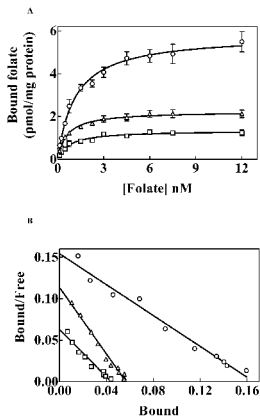 A
Bound folate
(pmol/mg protein)
6
4
2
0
0 3 6 9 12
[Folate] nM
B
Bound/Free
0.15
0.10
0.05
0.00
0.00 0.04 0.08 0.12 0.16
Bound